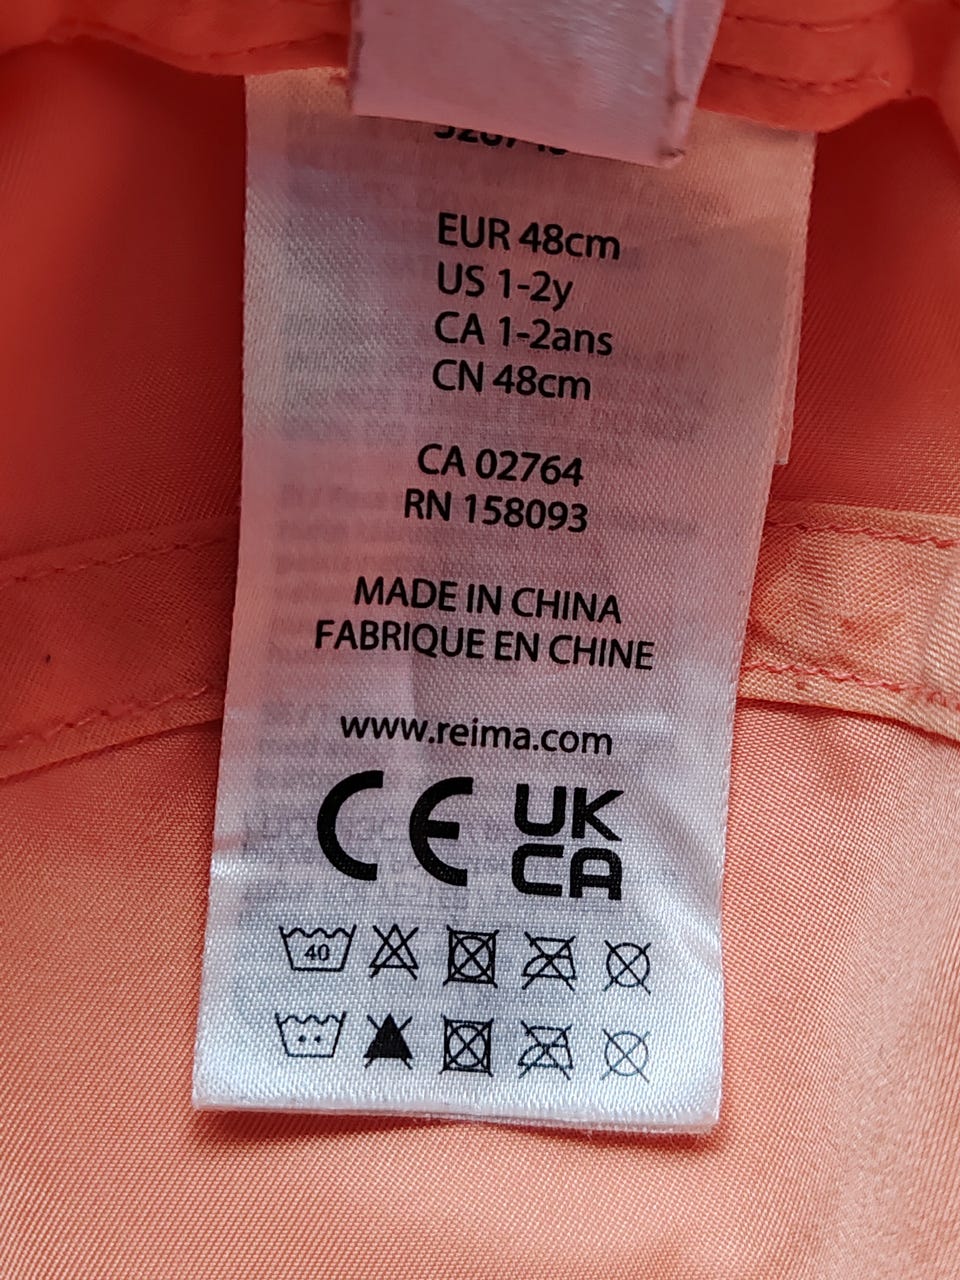 EUR 48cm
US 1-2y
CA 1-2ans
CN 48cm
CA 02764
RN 158093
MADE IN CHINA
FABRIQUE EN CHINE
www.reima.com
CE UK
CA
40